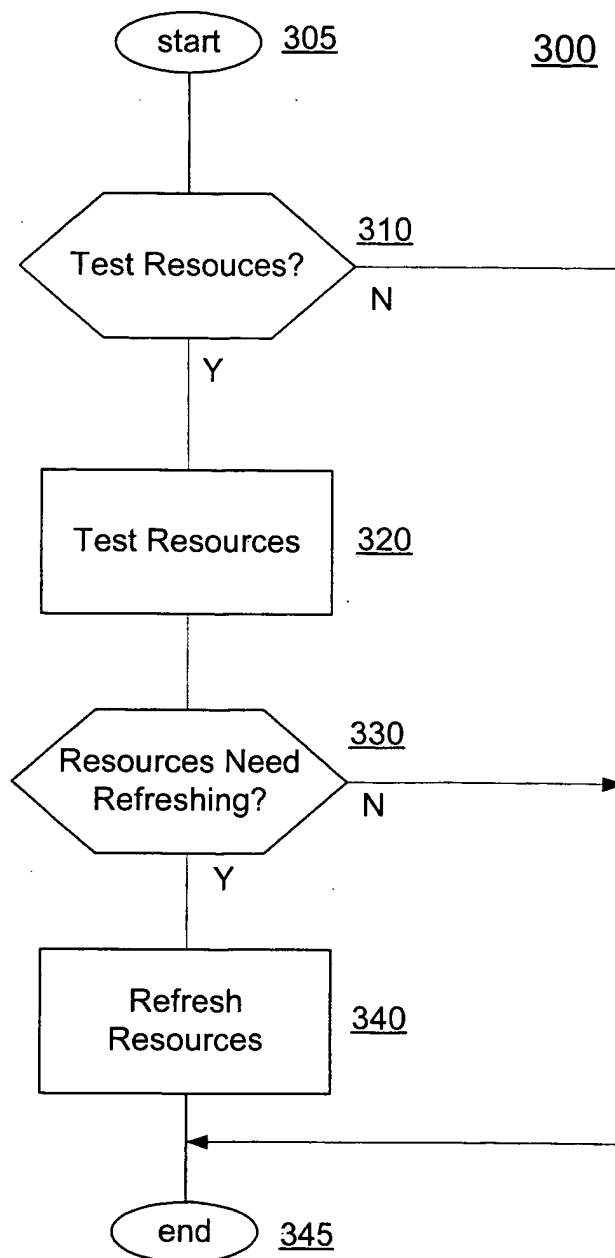 start 305
300
310
Test Resouces?
N
Y
Test Resources 320
330
Resources Need
Refreshing?
N
Y
Refresh
Resources
340
end 345